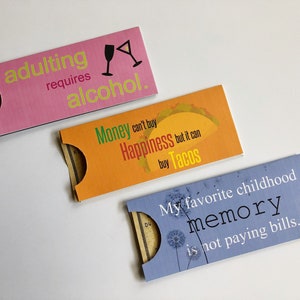 adulting
requires
alcohol.
Money can't buy
Happiness but it can
buy Tacos
My favorite childhood
memory
is not paying bills.